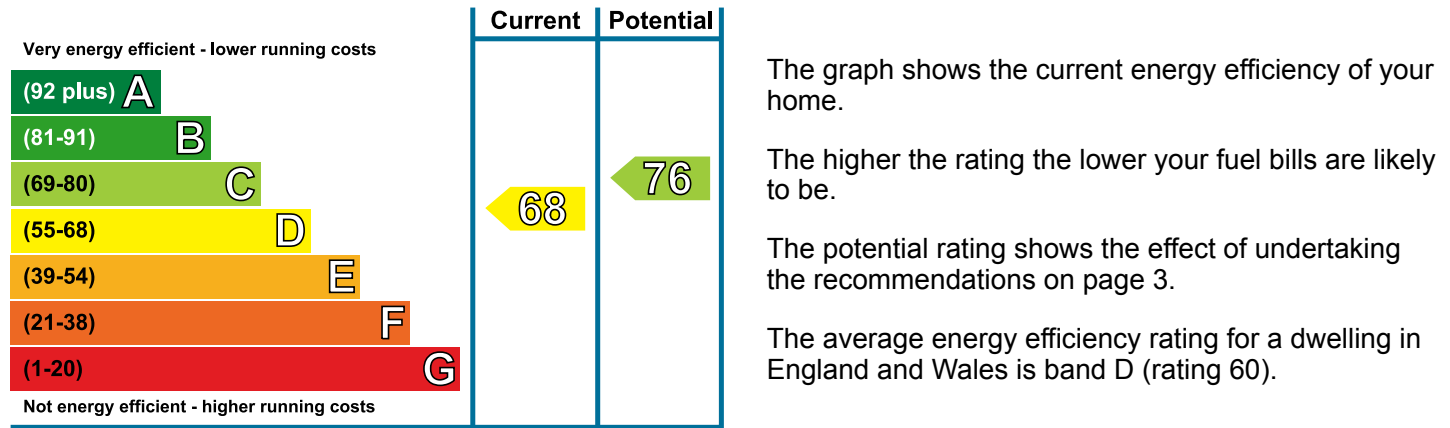 Current Potential
Very energy efficient - lower running costs
(92 plus) A
(81-91) B
(69-80) C
(55-68) D
(39-54) E
(21-38) F
(1-20) G
Not energy efficient - higher running costs
68
76
The graph shows the current energy efficiency of your
home.
The higher the rating the lower your fuel bills are likely
to be.
The potential rating shows the effect of undertaking
the recommendations on page 3.
The average energy efficiency rating for a dwelling in
England and Wales is band D (rating 60).